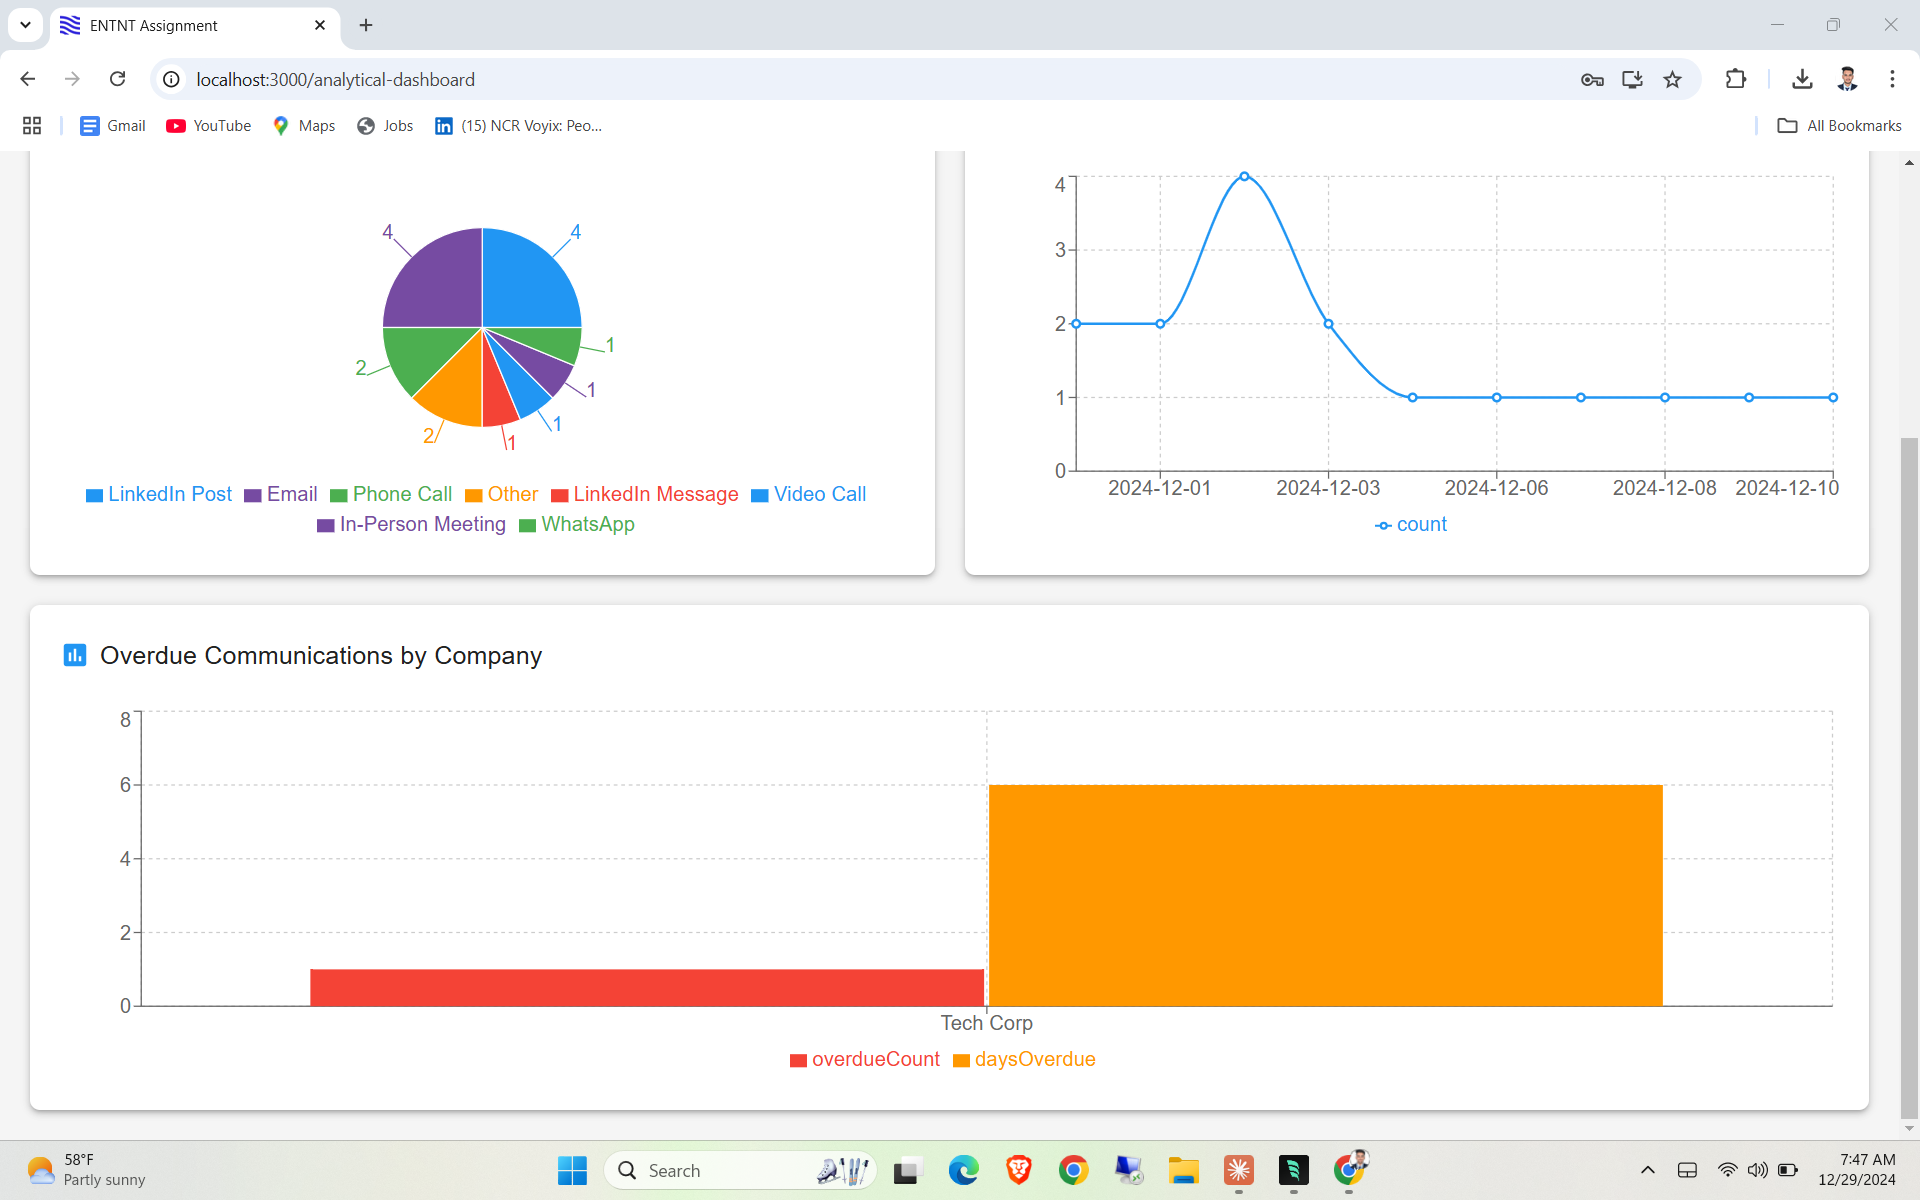 ENTNT Assignment
localhost:3000/analytical-dashboard
Gmail YouTube Maps Jobs (15) NCR Voyix: Peo... All Bookmarks
4 4
2 1
1
2 1
1
LinkedIn Post Email Phone Call Other LinkedIn Message Video Call
In-Person Meeting WhatsApp
4
3
2
1
0
2024-12-01 2024-12-03 2024-12-06 2024-12-08 2024-12-10
count
Overdue Communications by Company
8
6
4
2
0
Tech Corp
overdueCount daysOverdue
58°F
Partly sunny
Search
7:47 AM
12/29/2024